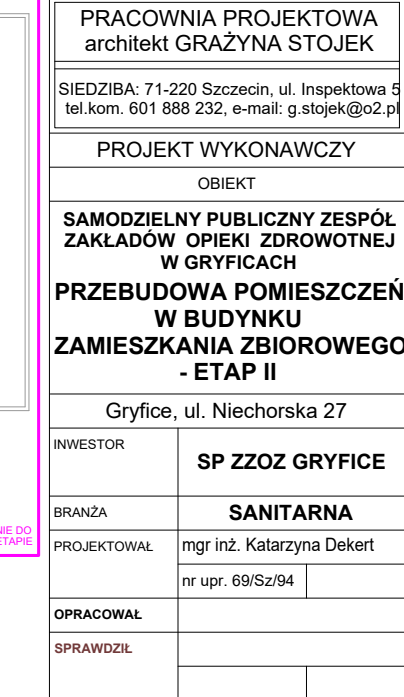 PRACOWNIA PROJEKTOWA
architekt GRAŻYNA STOJEK
SIEDZIBA: 71-220 Szczecin, ul. Inspektowa 5
tel.kom. 601 888 232, e-mail: g.stojek@o2.pl
PROJEKT WYKONAWCZY
OBIEKT
SAMODZIELNY PUBLICZNY ZESPÓŁ
ZAKŁADÓW OPIEKI ZDROWOTNEJ
W GRYFICACH
PRZEBUDOWA POMIESZCZEŃ
W BUDYNKU
ZAMIESZKANIA ZBIOROWEGO
- ETAP II
Gryfice, ul. Niechorska 27
INWESTOR
SP ZZOZ GRYFICE
BRANŻA
SANITARNA
PROJEKTOWAŁ
mgr inż. Katarzyna Dekert
nr upr. 69/Sz/94
OPRACOWAŁ
SPRAWDZIŁ
NIE DO
ETAPIE